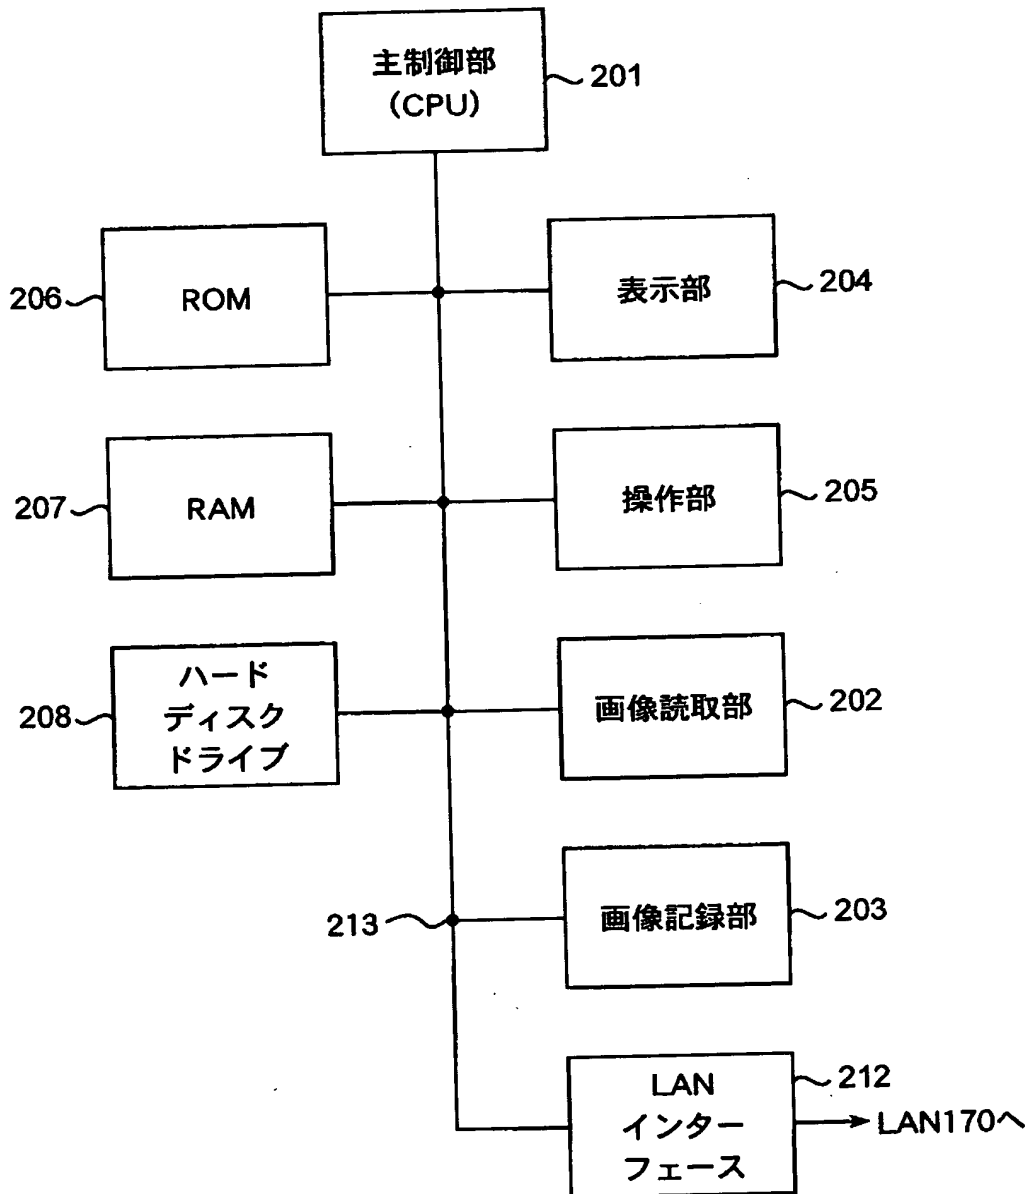 主制御部
(CPU)
201
ROM
206
表示部
204
RAM
207
操作部
205
ハード
ディスク
ドライブ
208
画像読取部
202
213
画像記録部
203
LAN
インター
フェース
212
LAN170へ